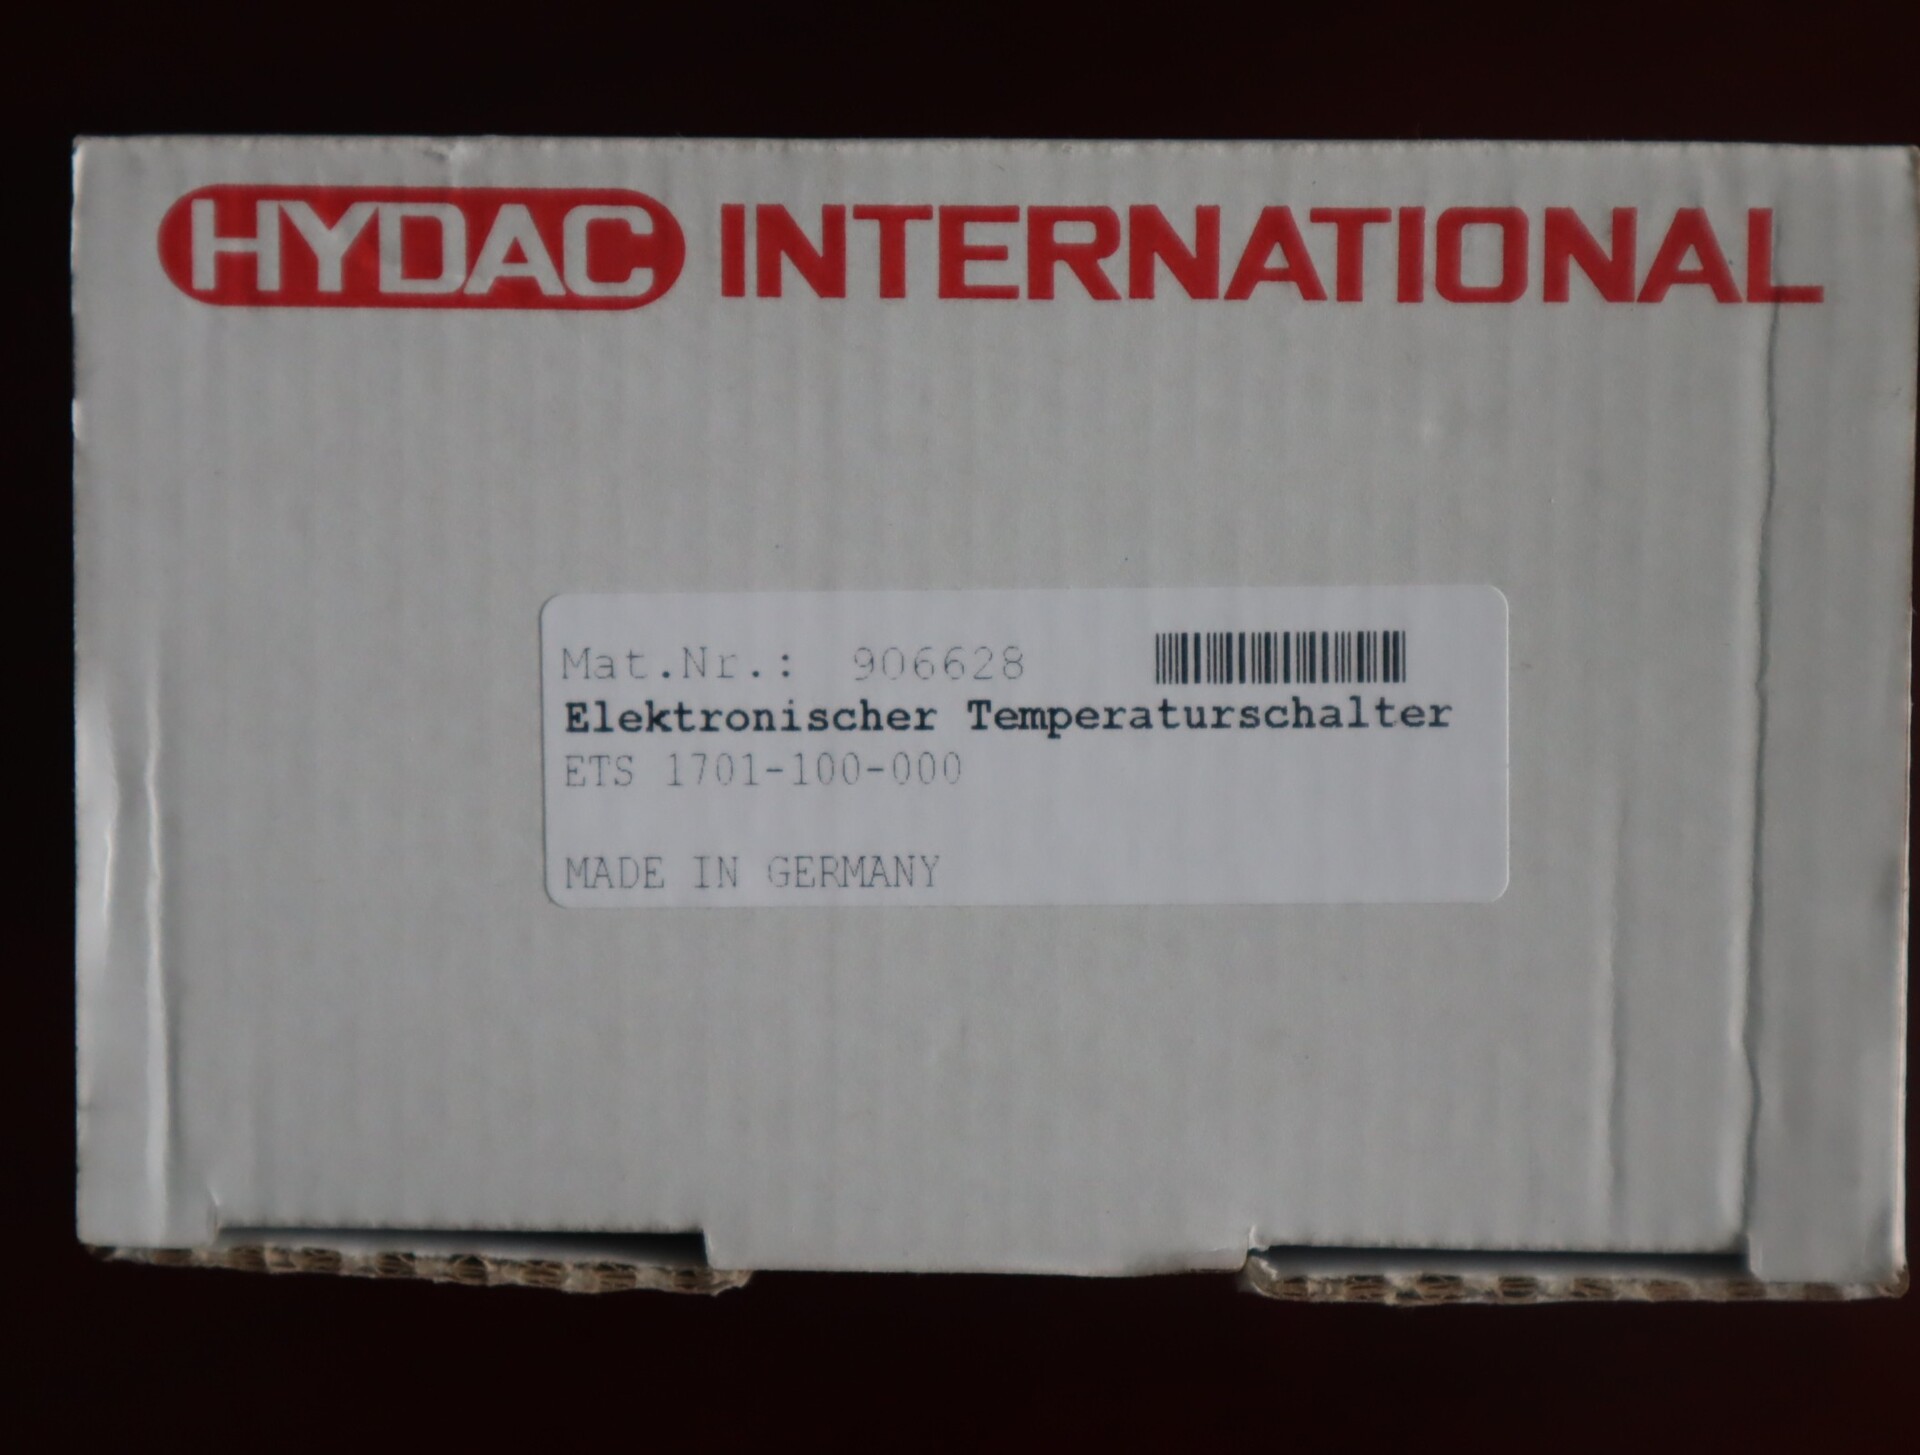 HYDAC INTERNATIONAL
Mat.Nr.: 906628
Elektronischer Temperaturschalter
ETS 1701-100-000
MADE IN GERMANY